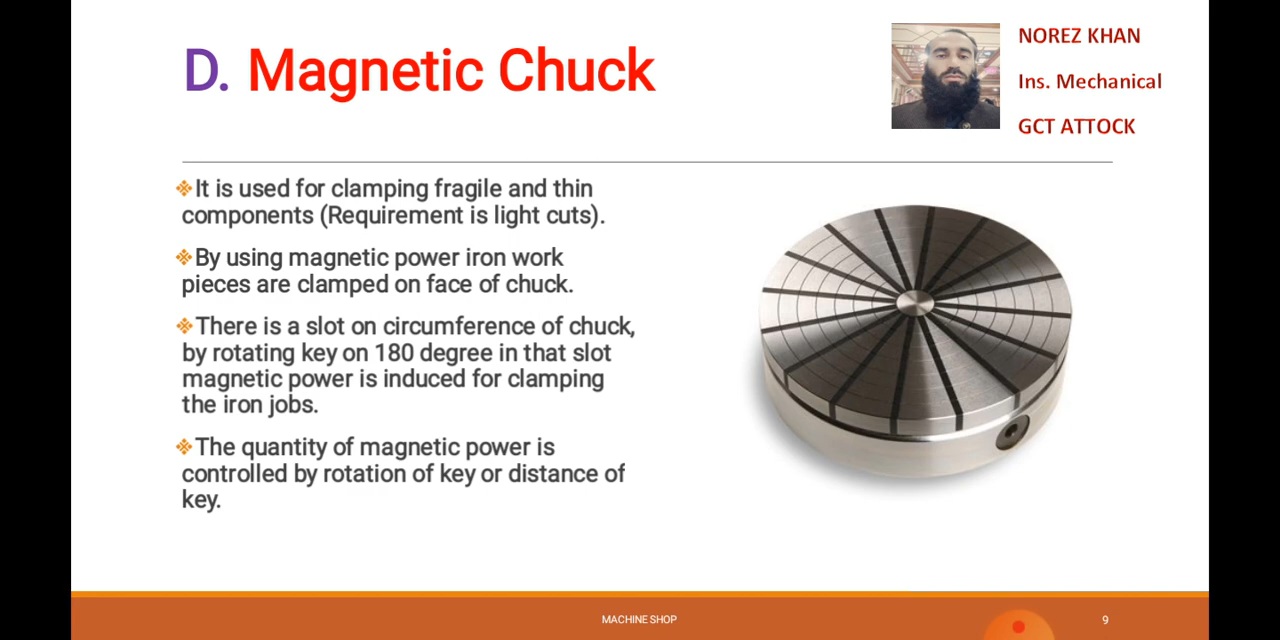 D. Magnetic Chuck
NOREZ KHAN
Ins. Mechanical
GCT ATTOCK
It is used for clamping fragile and thin
components (Requirement is light cuts).
By using magnetic power iron work
pieces are clamped on face of chuck.
There is a slot on circumference of chuck,
by rotating key on 180 degree in that slot
magnetic power is induced for clamping
the iron jobs.
The quantity of magnetic power is
controlled by rotation of key or distance of
key.
MACHINE SHOP
9